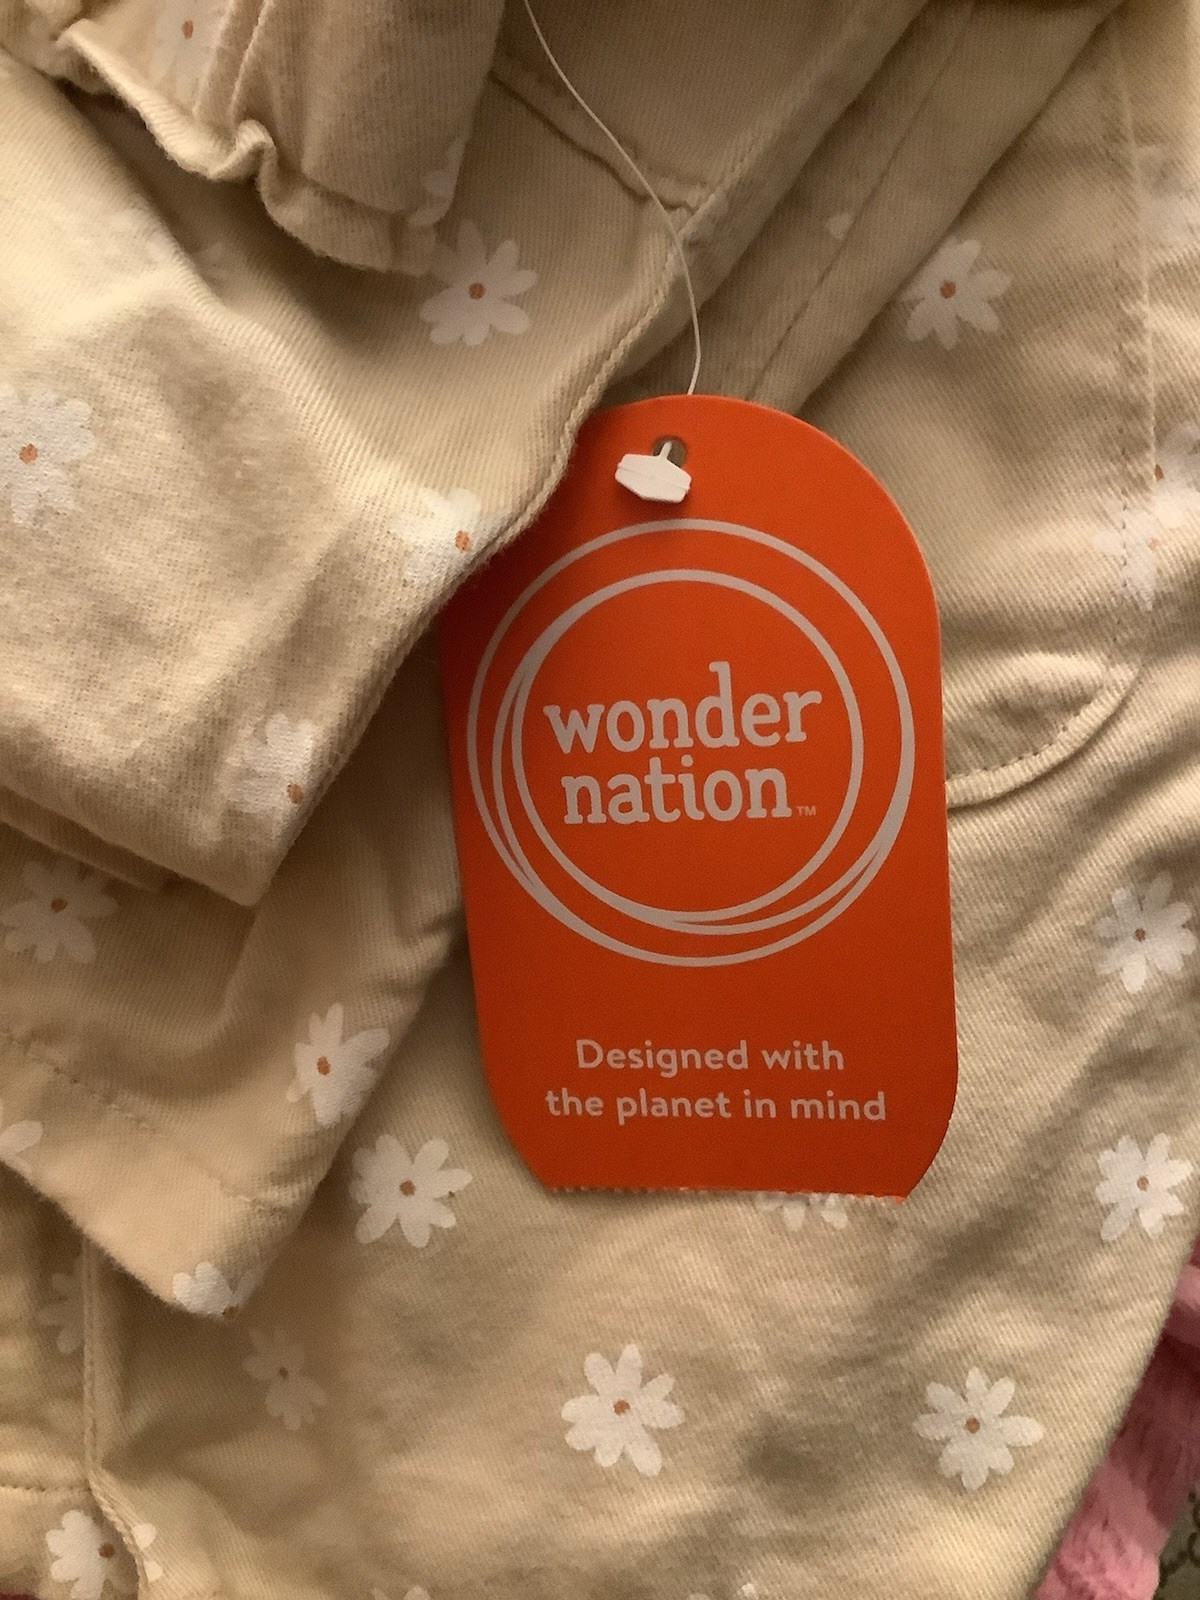 wonder
nation™
Designed with
the planet in mind